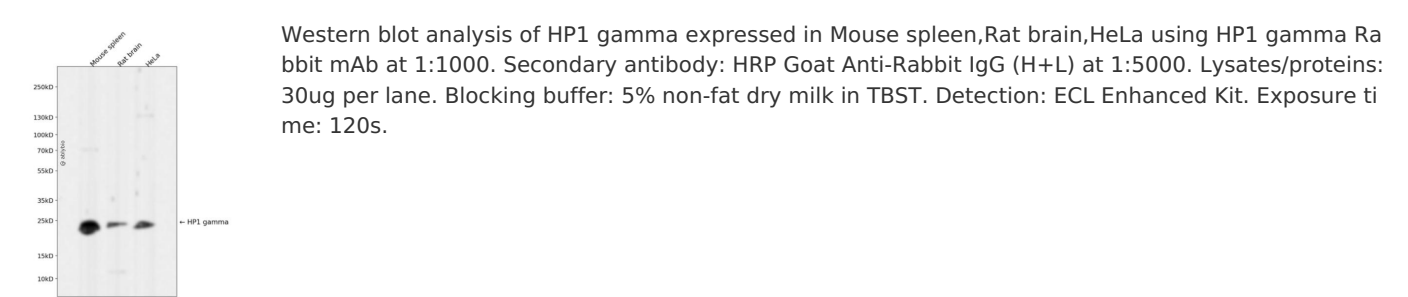 Mouse spleen
Rat brain
HeLa
250kD
130kD
100kD
70kD
55kD
35kD
25kD
15kD
10kD
@ ablybio
← HP1 gamma
Western blot analysis of HP1 gamma expressed in Mouse spleen,Rat brain,HeLa using HP1 gamma Ra
bbit mAb at 1:1000. Secondary antibody: HRP Goat Anti-Rabbit IgG (H+L) at 1:5000. Lysates/proteins:
30ug per lane. Blocking buffer: 5% non-fat dry milk in TBST. Detection: ECL Enhanced Kit. Exposure ti
me: 120s.